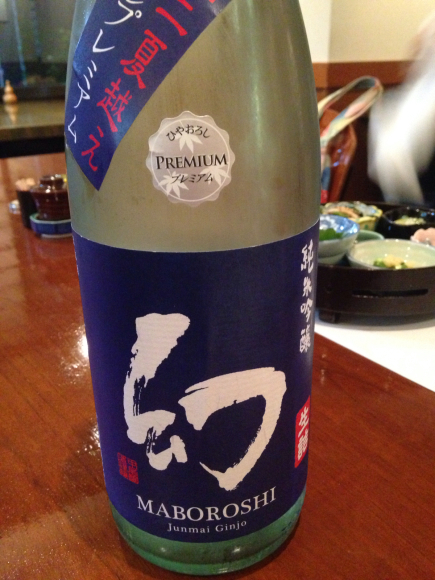 二夏越え
プレミアム
ひやおろし
PREMIUM
プレミアム
純米吟醸
生詰
幻
MABOROSHI
Junmai Ginjo